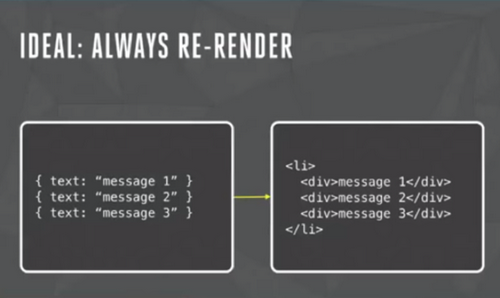 IDEAL: ALWAYS RE-RENDER
{ text: “message 1” }
{ text: “message 2” }
{ text: “message 3” }
<li>
  <div>message 1</div>
  <div>message 2</div>
  <div>message 3</div>
</li>